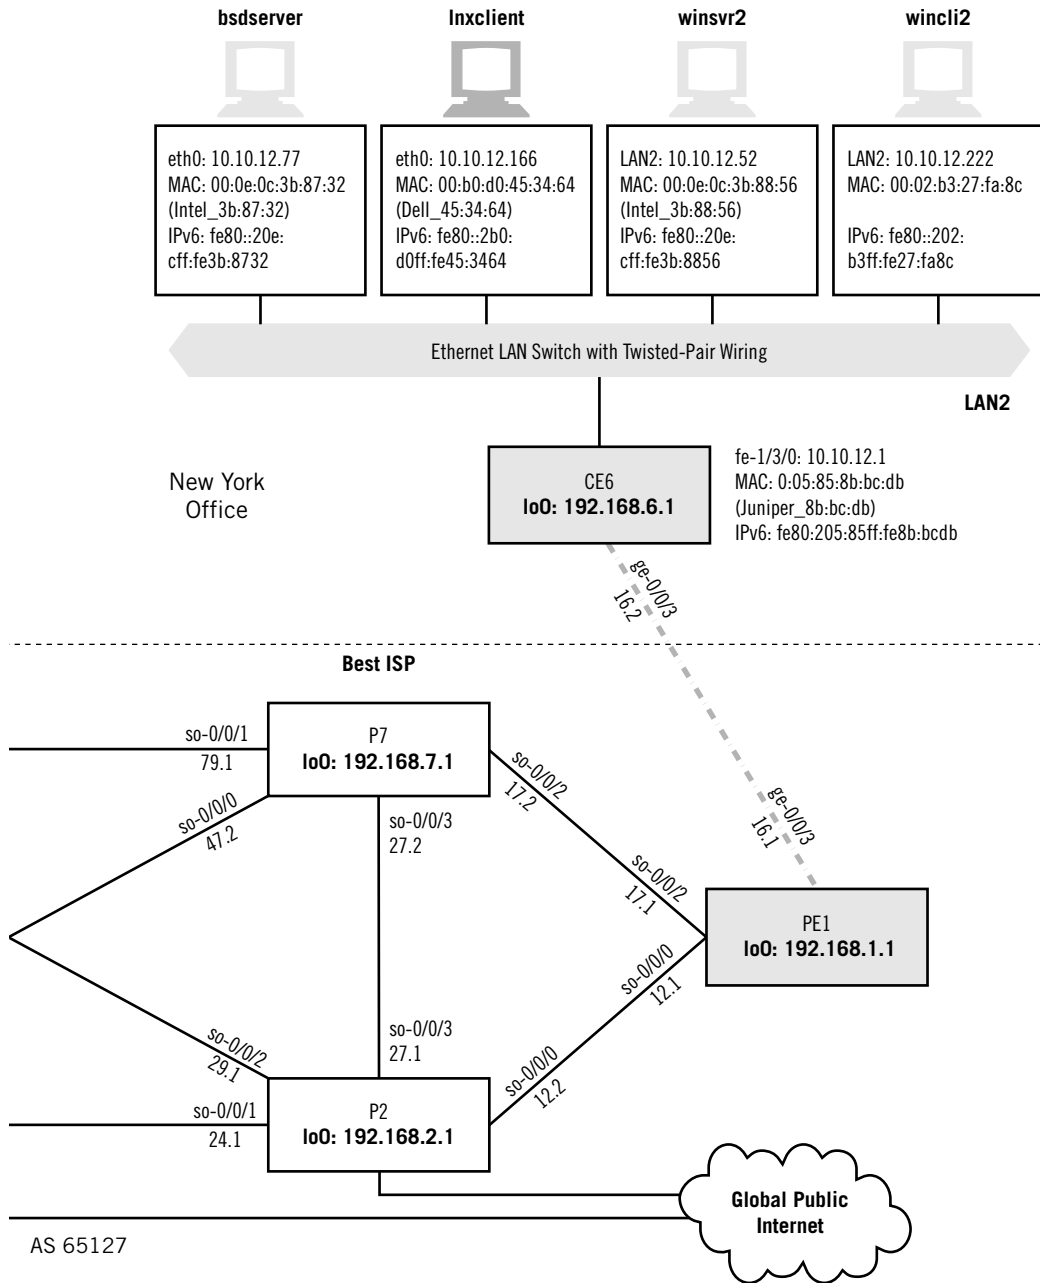 bsdserver
lnxclient
winsvr2
wincli2
eth0: 10.10.12.77
MAC: 00:0e:0c:3b:87:32
(Intel_3b:87:32)
IPv6: fe80::20e:
cff:fe3b:8732
eth0: 10.10.12.166
MAC: 00:b0:d0:45:34:64
(Dell_45:34:64)
IPv6: fe80::2b0:
d0ff:fe45:3464
LAN2: 10.10.12.52
MAC: 00:0e:0c:3b:88:56
(Intel_3b:88:56)
IPv6: fe80::20e:
cff:fe3b:8856
LAN2: 10.10.12.222
MAC: 00:02:b3:27:fa:8c
IPv6: fe80::202:
b3ff:fe27:fa8c
Ethernet LAN Switch with Twisted-Pair Wiring
LAN2
New York
Office
CE6
lo0: 192.168.6.1
fe-1/3/0: 10.10.12.1
MAC: 0:05:85:8b:bc:db
(Juniper_8b:bc:db)
IPv6: fe80:205:85ff:fe8b:bcdb
ge-0/0/3
16.2
Best ISP
so-0/0/1
79.1
P7
lo0: 192.168.7.1
so-0/0/2
17.2
so-0/0/0
47.2
so-0/0/3
27.2
ge-0/0/3
16.1
so-0/0/2
17.1
PE1
lo0: 192.168.1.1
so-0/0/0
12.1
so-0/0/3
27.1
so-0/0/2
29.1
so-0/0/0
12.2
so-0/0/1
24.1
P2
lo0: 192.168.2.1
Global Public
Internet
AS 65127